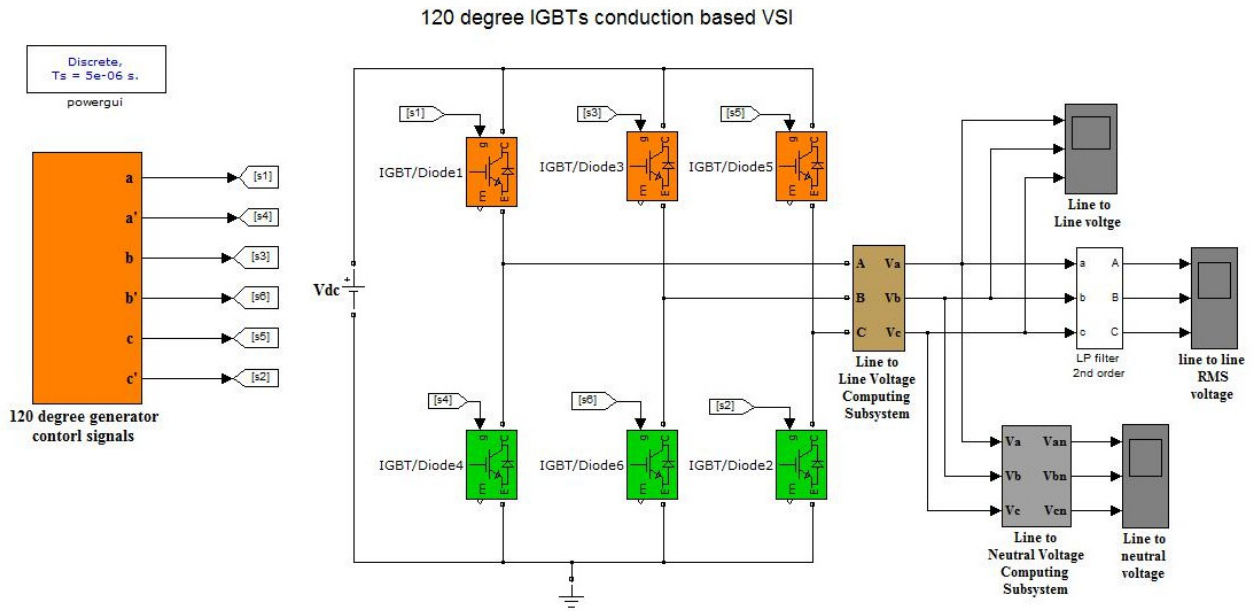 120 degree IGBTs conduction based VSI
Discrete,
Ts = 5e-06 s.
powergui
a
a'
b
b'
c
c'
[s1]
[s4]
[s3]
[s6]
[s5]
[s2]
120 degree generator
contorl signals
Vdc
+
[s1]
g
C
m
E
IGBT/Diode1
[s3]
g
C
m
E
IGBT/Diode3
[s5]
g
C
m
E
IGBT/Diode5
[s4]
g
C
m
E
IGBT/Diode4
[s6]
g
C
m
E
IGBT/Diode6
[s2]
g
C
m
E
IGBT/Diode2
A Va
B Vb
C Vc
Line to
Line Voltage
Computing
Subsystem
Line to
Line voltge
a A
b B
c C
LP filter
2nd order
line to line
RMS
voltage
Va Van
Vb Vbn
Vc Vcn
Line to
Neutral Voltage
Computing
Subsystem
Line to
neutral
voltage